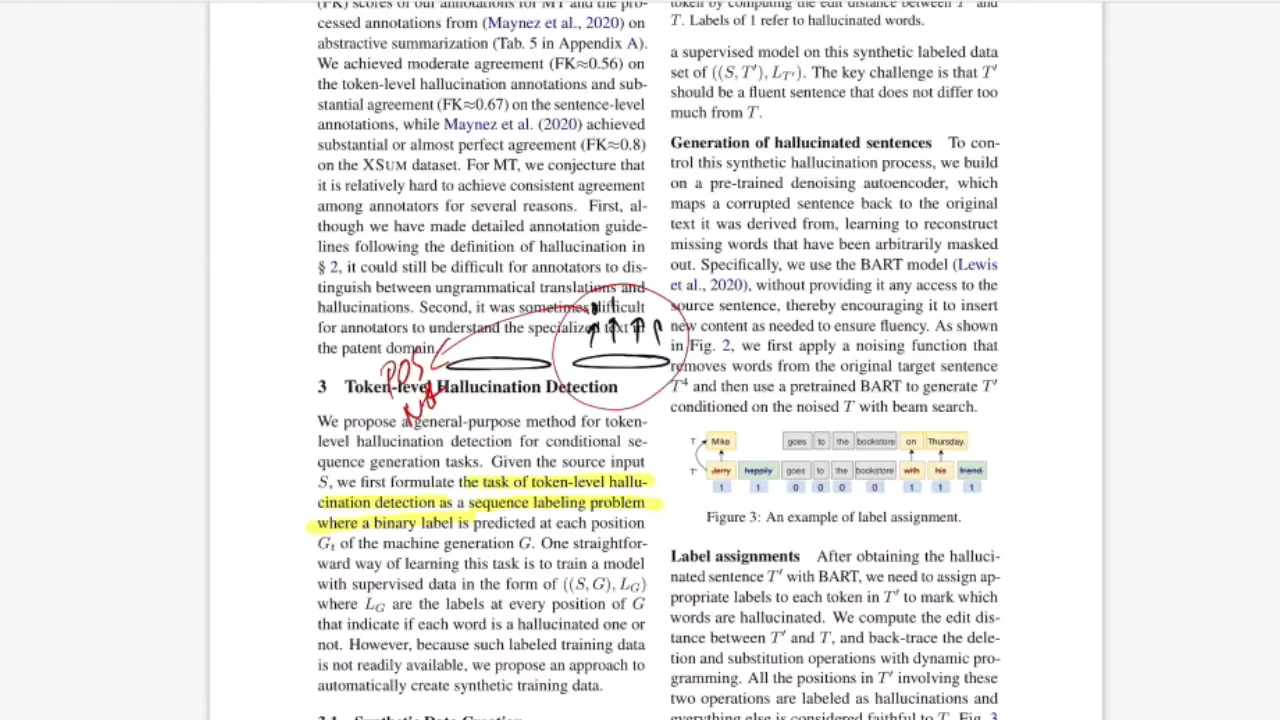 (FK) scores of our annotations for MT and the pro-
cessed annotations from (Maynez et al., 2020) on
abstractive summarization (Tab. 5 in Appendix A).
We achieved moderate agreement (FK≈0.56) on
the token-level hallucination annotations and sub-
stantial agreement (FK≈0.67) on the sentence-level
annotations, while Maynez et al. (2020) achieved
substantial or almost perfect agreement (FK≈0.8)
on the XSUM dataset. For MT, we conjecture that
it is relatively hard to achieve consistent agreement
among annotators for several reasons. First, al-
though we have made detailed annotation guide-
lines following the definition of hallucination in
§ 2, it could still be difficult for annotators to dis-
tinguish between ungrammatical translations and
hallucinations. Second, it was sometimes difficult
for annotators to understand the specialized text in
the patent domain.
POS
3 Token-level Hallucination Detection
We propose a general-purpose method for token-
level hallucination detection for conditional se-
quence generation tasks. Given the source input
S, we first formulate the task of token-level hallu-
cination detection as a sequence labeling problem
where a binary label is predicted at each position
Gt of the machine generation G. One straightfor-
ward way of learning this task is to train a model
with supervised data in the form of ((S, G), LG)
where LG are the labels at every position of G
that indicate if each word is a hallucinated one or
not. However, because such labeled training data
is not readily available, we propose an approach to
automatically create synthetic training data.
3.1 Synthetic Data Creation
token by computing the edit distance between T' and
T. Labels of 1 refer to hallucinated words.
a supervised model on this synthetic labeled data
set of ((S, T'), LT'). The key challenge is that T'
should be a fluent sentence that does not differ too
much from T.
Generation of hallucinated sentences To con-
trol this synthetic hallucination process, we build
on a pre-trained denoising autoencoder, which
maps a corrupted sentence back to the original
text it was derived from, learning to reconstruct
missing words that have been arbitrarily masked
out. Specifically, we use the BART model (Lewis
et al., 2020), without providing it any access to the
source sentence, thereby encouraging it to insert
new content as needed to ensure fluency. As shown
in Fig. 2, we first apply a noising function that
removes words from the original target sentence
T4 and then use a pretrained BART to generate T'
conditioned on the noised T with beam search.
T Mike goes to the bookstore on Thursday.
T' Jerry happily goes to the bookstore with his friend.
1 1 0 0 0 0 1 1 1
Figure 3: An example of label assignment.
Label assignments After obtaining the halluci-
nated sentence T' with BART, we need to assign ap-
propriate labels to each token in T' to mark which
words are hallucinated. We compute the edit dis-
tance between T' and T, and back-trace the dele-
tion and substitution operations with dynamic pro-
gramming. All the positions in T' involving these
two operations are labeled as hallucinations and
everything else is considered faithful to T. Fig. 3